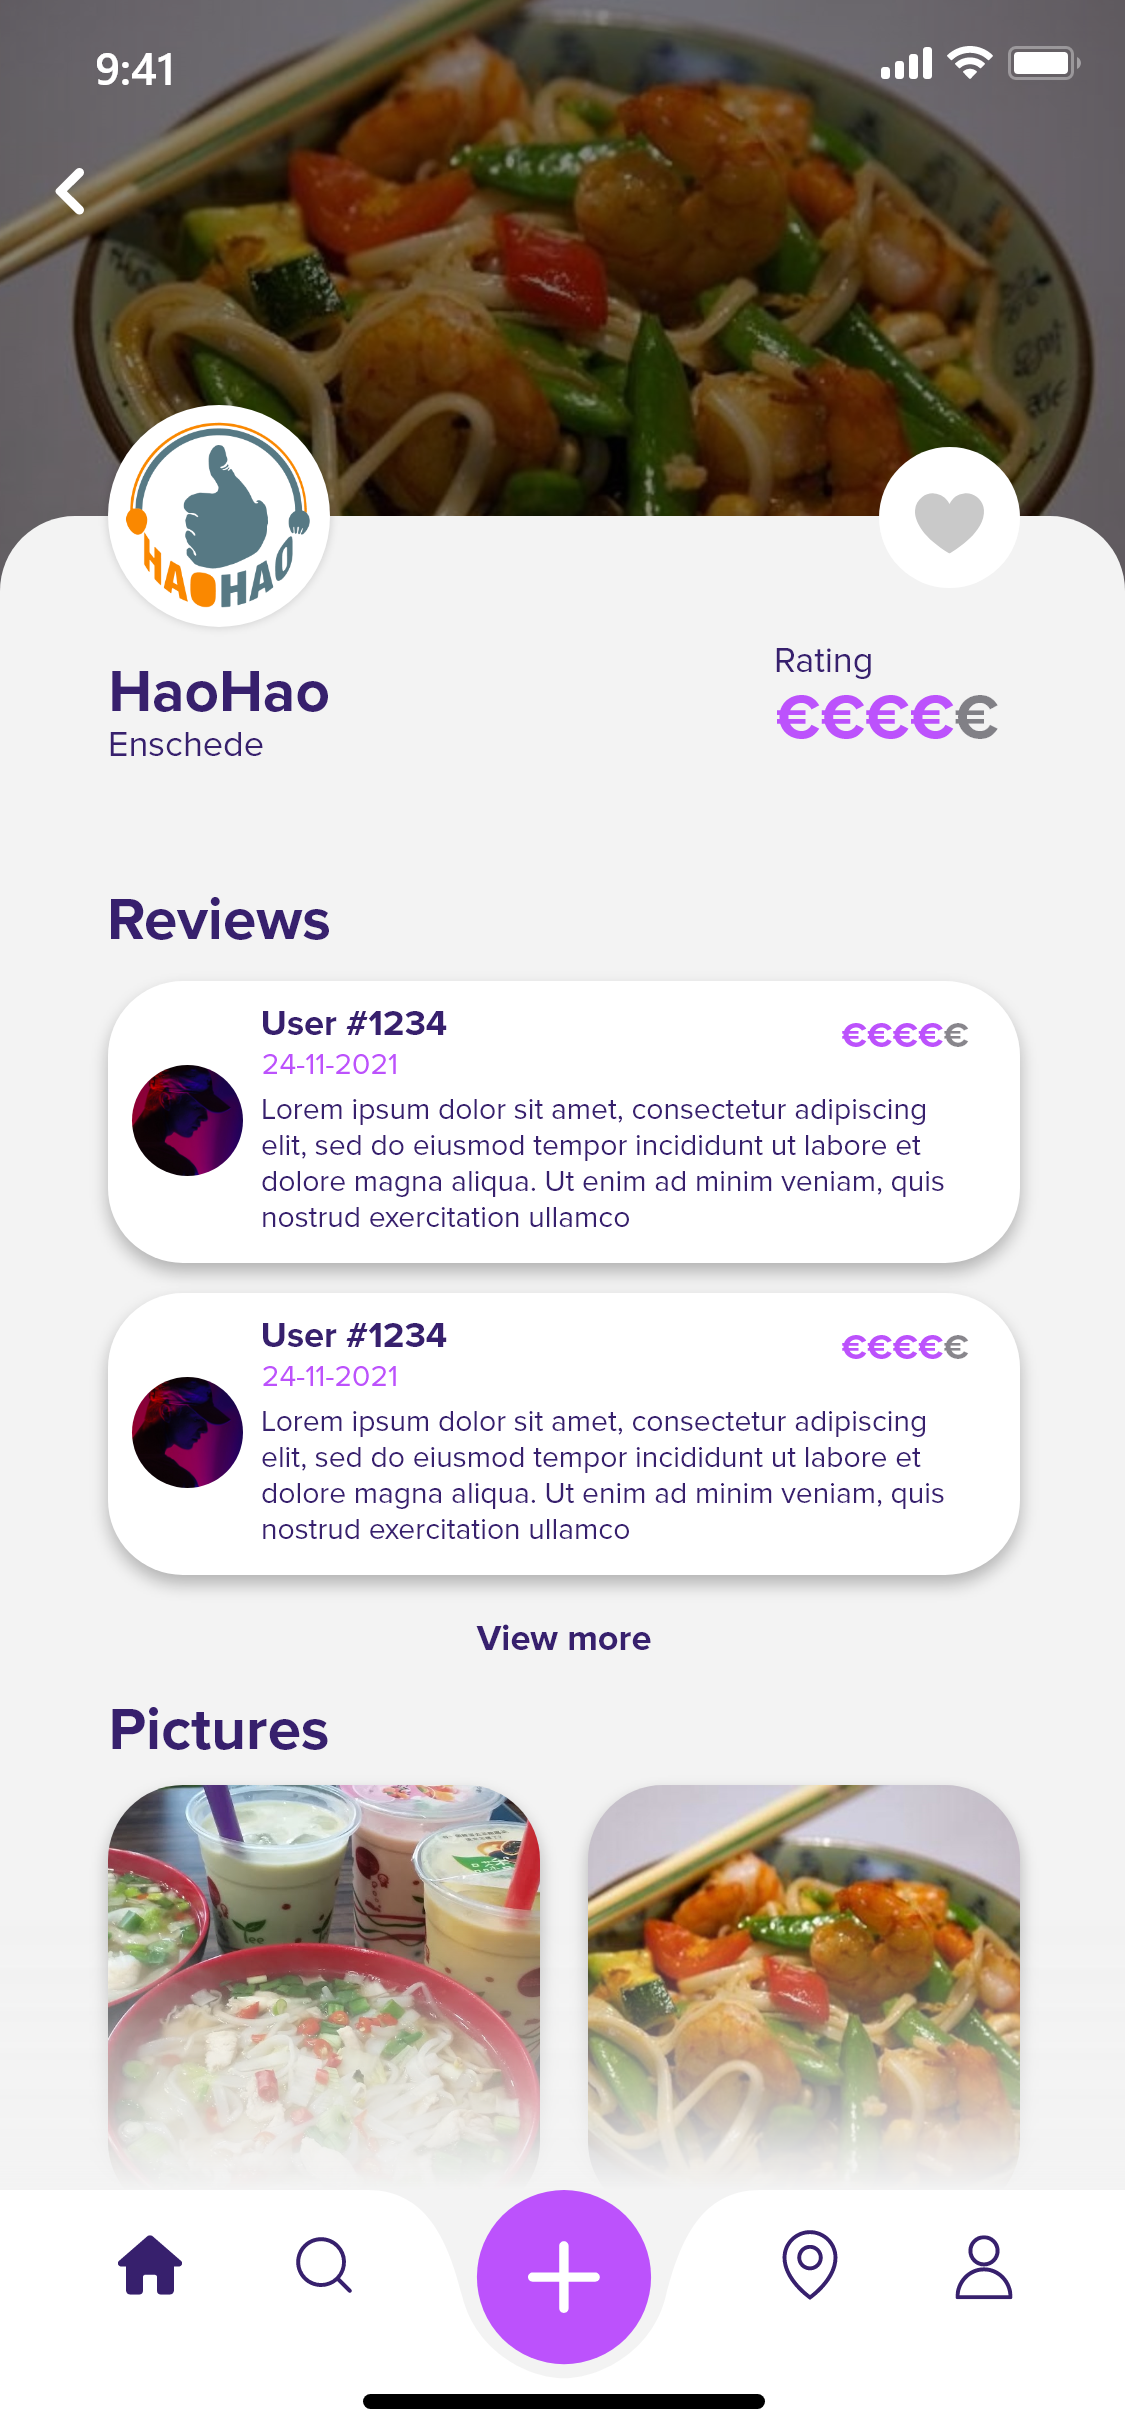 9:41
HAOHAO
HaoHao
Enschede
Rating
€€€€€
Reviews
User #1234
€€€€€
24-11-2021
Lorem ipsum dolor sit amet, consectetur adipiscing
elit, sed do eiusmod tempor incididunt ut labore et
dolore magna aliqua. Ut enim ad minim veniam, quis
nostrud exercitation ullamco
User #1234
€€€€€
24-11-2021
Lorem ipsum dolor sit amet, consectetur adipiscing
elit, sed do eiusmod tempor incididunt ut labore et
dolore magna aliqua. Ut enim ad minim veniam, quis
nostrud exercitation ullamco
View more
Pictures